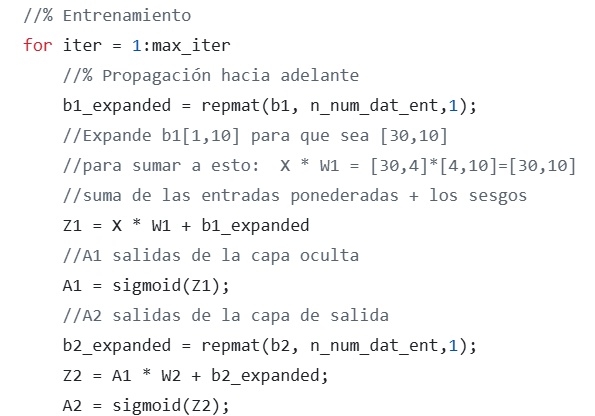 //% Entrenamiento
for iter = 1:max_iter
//% Propagación hacia adelante
b1_expanded = repmat(b1, n_num_dat_ent,1);
//Expande b1[1,10] para que sea [30,10]
//para sumar a esto:  X * W1 = [30,4]*[4,10]=[30,10]
//suma de las entradas ponederadas + los sesgos
Z1 = X * W1 + b1_expanded
//A1 salidas de la capa oculta
A1 = sigmoid(Z1);
//A2 salidas de la capa de salida
b2_expanded = repmat(b2, n_num_dat_ent,1);
Z2 = A1 * W2 + b2_expanded;
A2 = sigmoid(Z2);